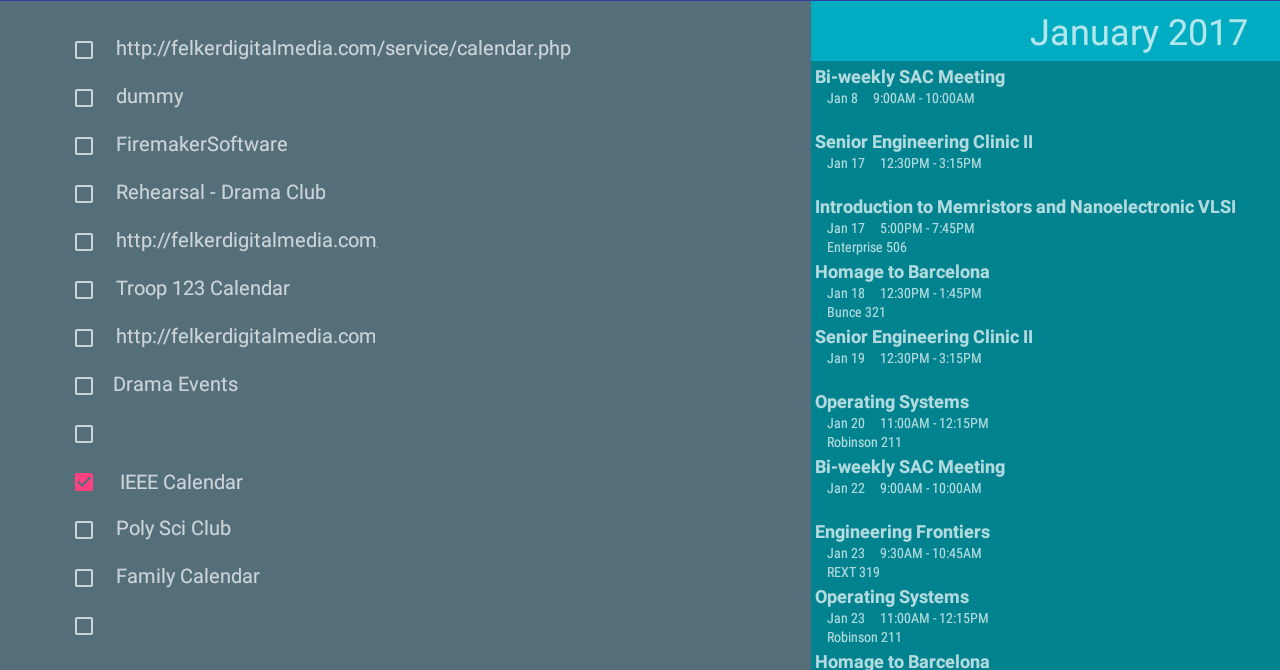 http://felkerdigitalmedia.com/service/calendar.php
dummy
FiremakerSoftware
Rehearsal - Drama Club
http://felkerdigitalmedia.com
Troop 123 Calendar
http://felkerdigitalmedia.com
Drama Events
IEEE Calendar
Poly Sci Club
Family Calendar
January 2017
Bi-weekly SAC Meeting
Jan 8 9:00AM - 10:00AM
Senior Engineering Clinic II
Jan 17 12:30PM - 3:15PM
Introduction to Memristors and Nanoelectronic VLSI
Jan 17 5:00PM - 7:45PM
Enterprise 506
Homage to Barcelona
Jan 18 12:30PM - 1:45PM
Bunce 321
Senior Engineering Clinic II
Jan 19 12:30PM - 3:15PM
Operating Systems
Jan 20 11:00AM - 12:15PM
Robinson 211
Bi-weekly SAC Meeting
Jan 22 9:00AM - 10:00AM
Engineering Frontiers
Jan 23 9:30AM - 10:45AM
REXT 319
Operating Systems
Jan 23 11:00AM - 12:15PM
Robinson 211
Homage to Barcelona